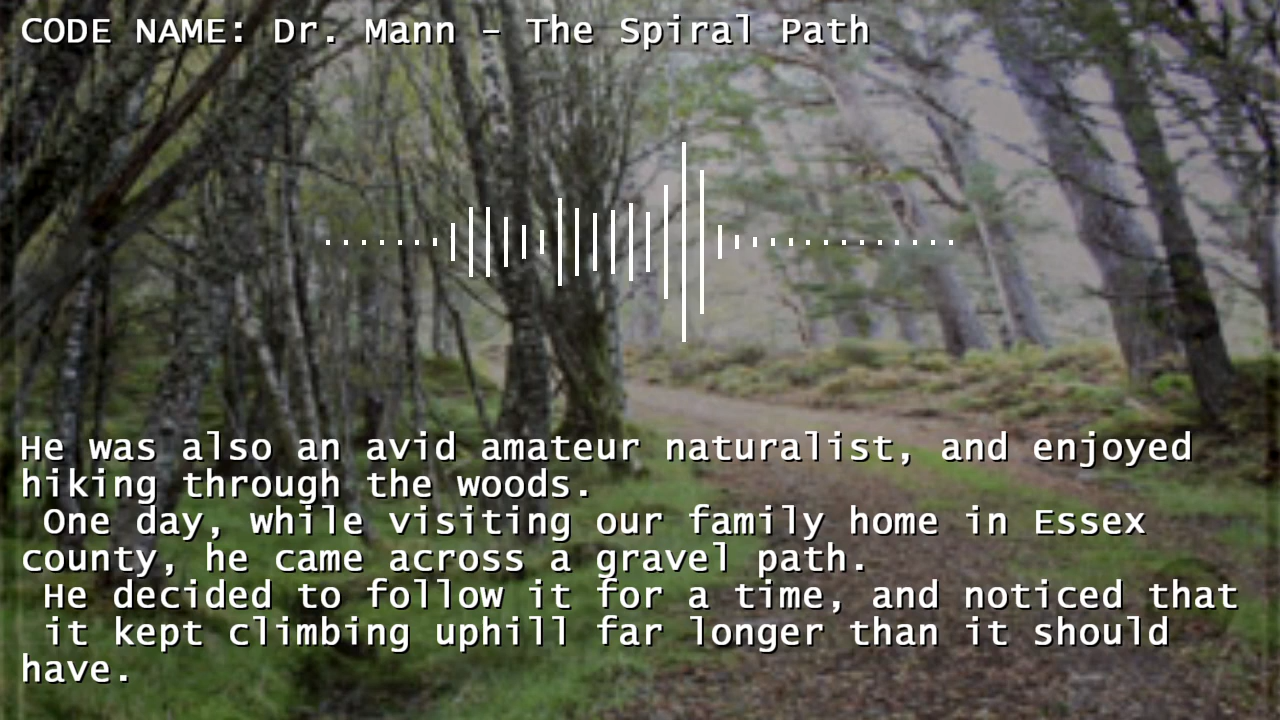 CODE NAME: Dr. Mann – The Spiral Path
He was also an avid amateur naturalist, and enjoyed
hiking through the woods.
One day, while visiting our family home in Essex
county, he came across a gravel path.
He decided to follow it for a time, and noticed that
it kept climbing uphill far longer than it should
have.